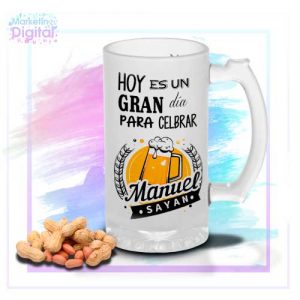 Marketing
Digital
HOY ES UN
GRAN día
PARA CELBRAR
Manuel
SAYAN